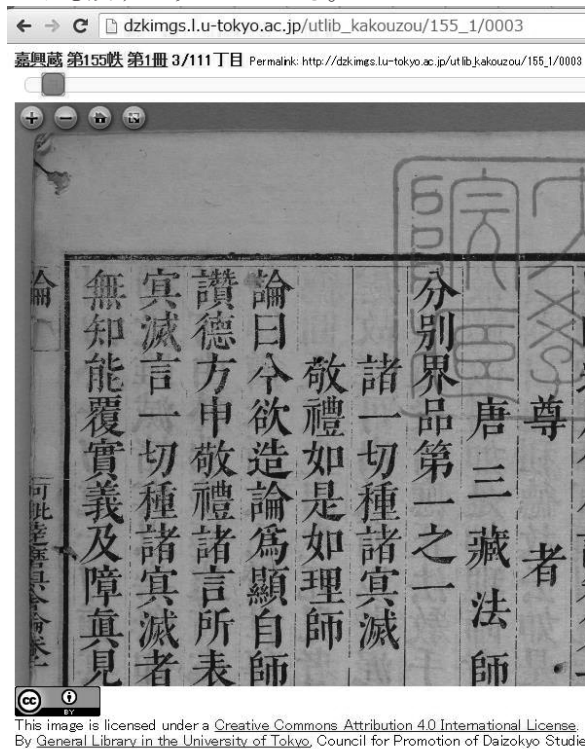 dzkimgs.l.u-tokyo.ac.jp/utlib_kakouzou/155_1/0003
嘉興蔵 第155帙 第1冊 3/111丁目 Permalink: http://dzkimgs.l.u-tokyo.ac.jp/utlib_kakouzou/155_1/0003
尊者
唐三藏法師
分別界品第一之一
諸一切種諸㝠滅
敬禮如是如理師
論曰今欲造論爲顯自師
讚德方申敬禮諸言所表
㝠滅言一切種諸㝠滅者
無知能覆實義及障眞見
論
cc BY
This image is licensed under a Creative Commons Attribution 4.0 International License.
By General Library in the University of Tokyo, Council for Promotion of Daizokyo